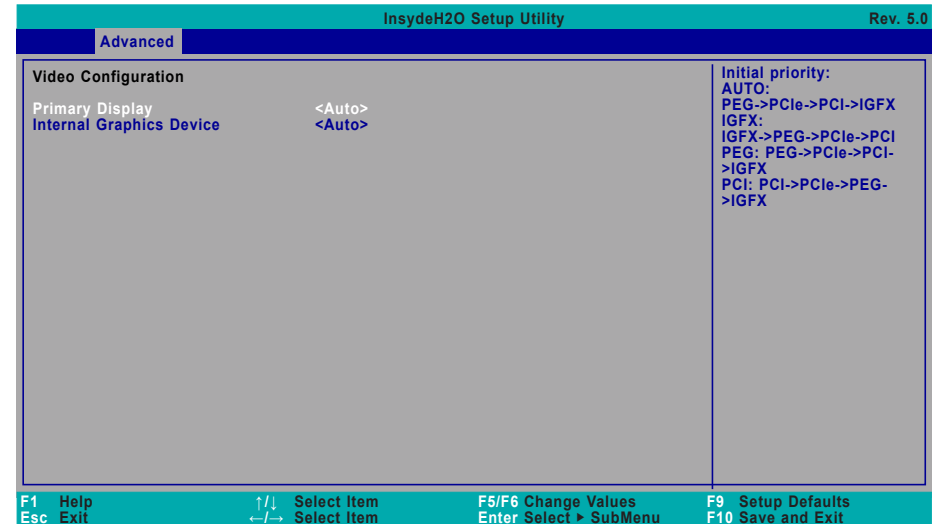 InsydeH2O Setup Utility Rev. 5.0
Advanced
Video Configuration
Primary Display <Auto>
Internal Graphics Device <Auto>
Initial priority:
AUTO:
PEG->PCIe->PCI->IGFX
IGFX:
IGFX->PEG->PCIe->PCI
PEG: PEG->PCIe->PCI-
>IGFX
PCI: PCI->PCIe->PEG-
>IGFX
F1 Help ↑/↓ Select Item F5/F6 Change Values F9 Setup Defaults
Esc Exit ←/→ Select Item Enter Select ▶ SubMenu F10 Save and Exit